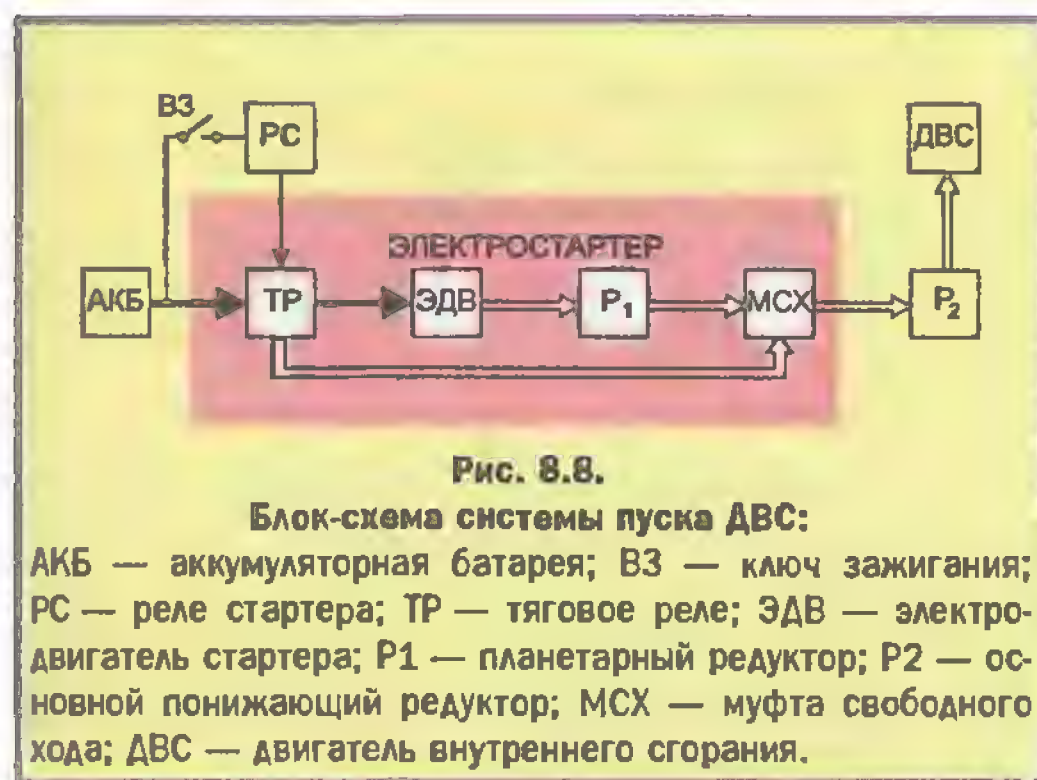 ВЗ
РС
ДВС
ЭЛЕКТРОСТАРТЕР
АКБ
ТР
ЭДВ
Р₁
МСХ
Р₂
Рис. 8.8.
Блок-схема системы пуска ДВС:
АКБ — аккумуляторная батарея; ВЗ — ключ зажигания;
РС — реле стартера; ТР — тяговое реле; ЭДВ — электро-
двигатель стартера; Р1 — планетарный редуктор; Р2 — ос-
новной понижающий редуктор; МСХ — муфта свободного
хода; ДВС — двигатель внутреннего сгорания.